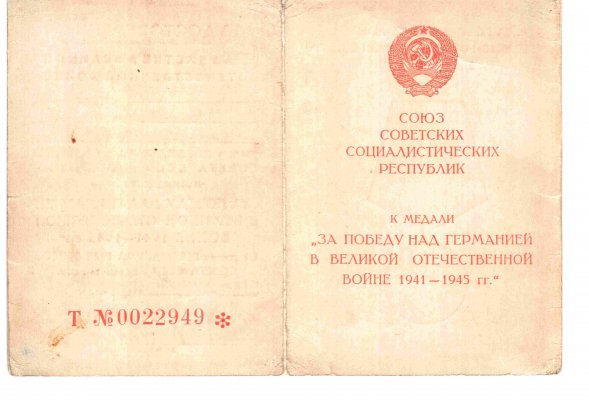 Т №0022949 *
СОЮЗ
СОВЕТСКИХ
СОЦИАЛИСТИЧЕСКИХ
РЕСПУБЛИК
К МЕДАЛИ
„ЗА ПОБЕДУ НАД ГЕРМАНИЕЙ
В ВЕЛИКОЙ ОТЕЧЕСТВЕННОЙ
ВОЙНЕ 1941—1945 гг.“